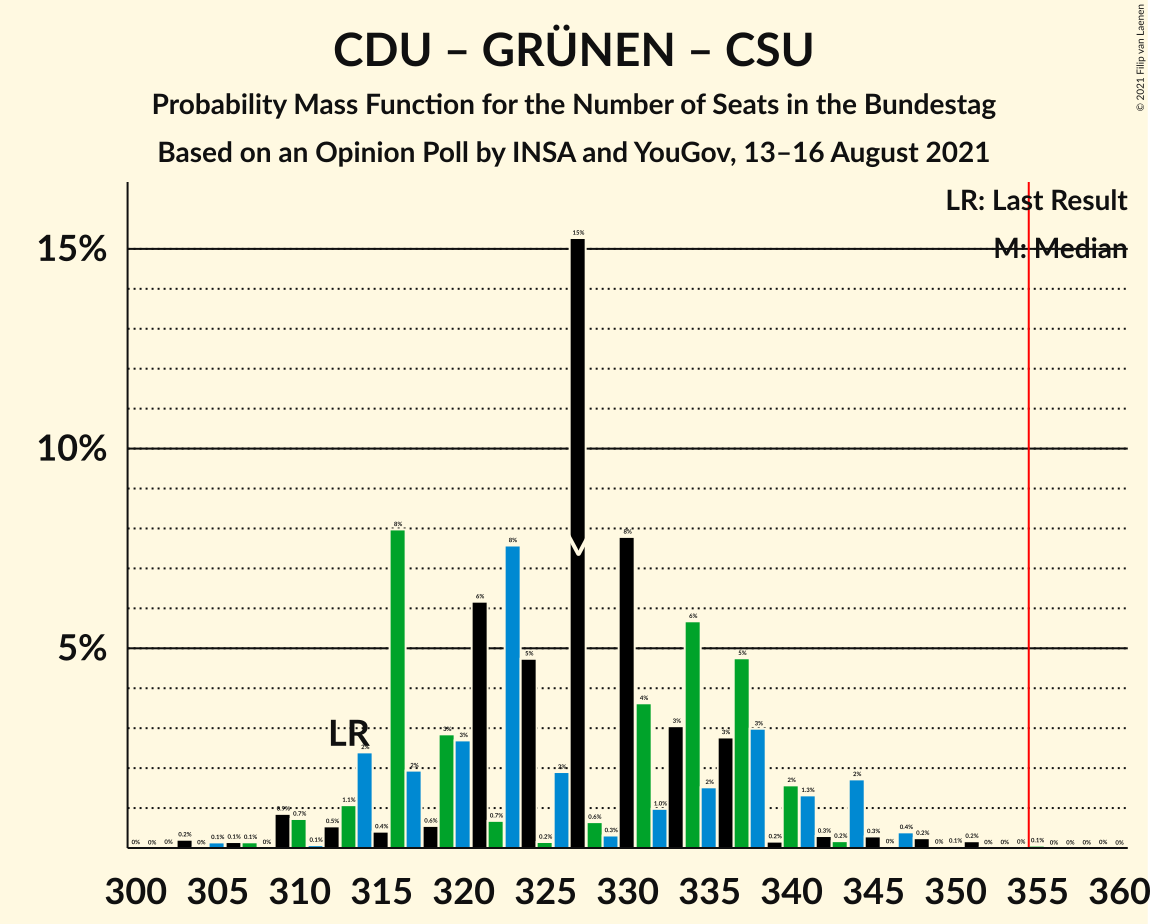 CDU – GRÜNEN – CSU
Probability Mass Function for the Number of Seats in the Bundestag
Based on an Opinion Poll by INSA and YouGov, 13–16 August 2021
© 2021 Filip van Laenen
LR: Last Result
M: Median
15%
10%
5%
LR
M
0% 0% 0% 0.2% 0% 0.1% 0.1% 0.1% 0% 0.9% 0.7% 0.1% 0.5% 1.1% 2% 0.4% 8% 2% 0.6% 3% 3% 6% 0.7% 8% 5% 0.2% 2% 15% 0.6% 0.3% 8% 4% 1.0% 3% 6% 2% 3% 5% 3% 0.2% 2% 1.3% 0.3% 0.2% 2% 0.3% 0% 0.4% 0.2% 0% 0.1% 0.2% 0% 0% 0% 0.1% 0% 0% 0% 0% 0%
300 305 310 315 320 325 330 335 340 345 350 355 360